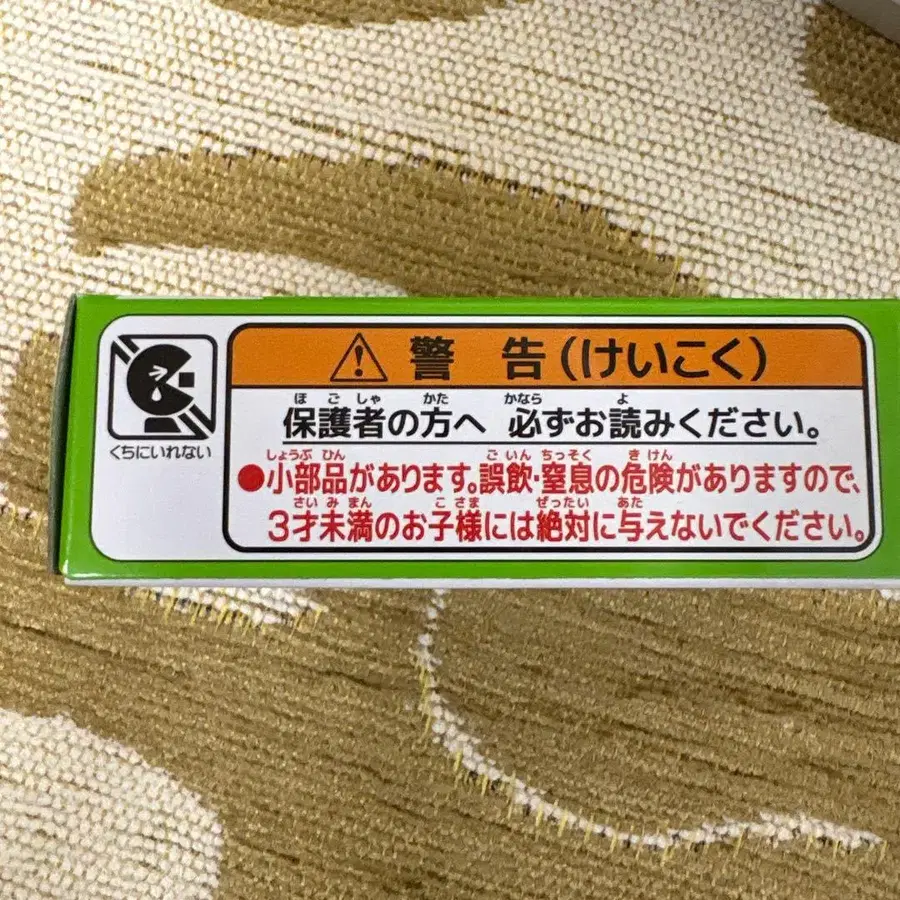 警 告(けいこく)
ほごしゃ かた かなら よ
保護者の方へ 必ずお読みください。
くちにいれない
しょうぶひん ごいん ちっそく きけん
●小部品があります。誤飲・窒息の危険がありますので、
さいみまん こさま ぜったい あた
3才未満のお子様には絶対に与えないでください。